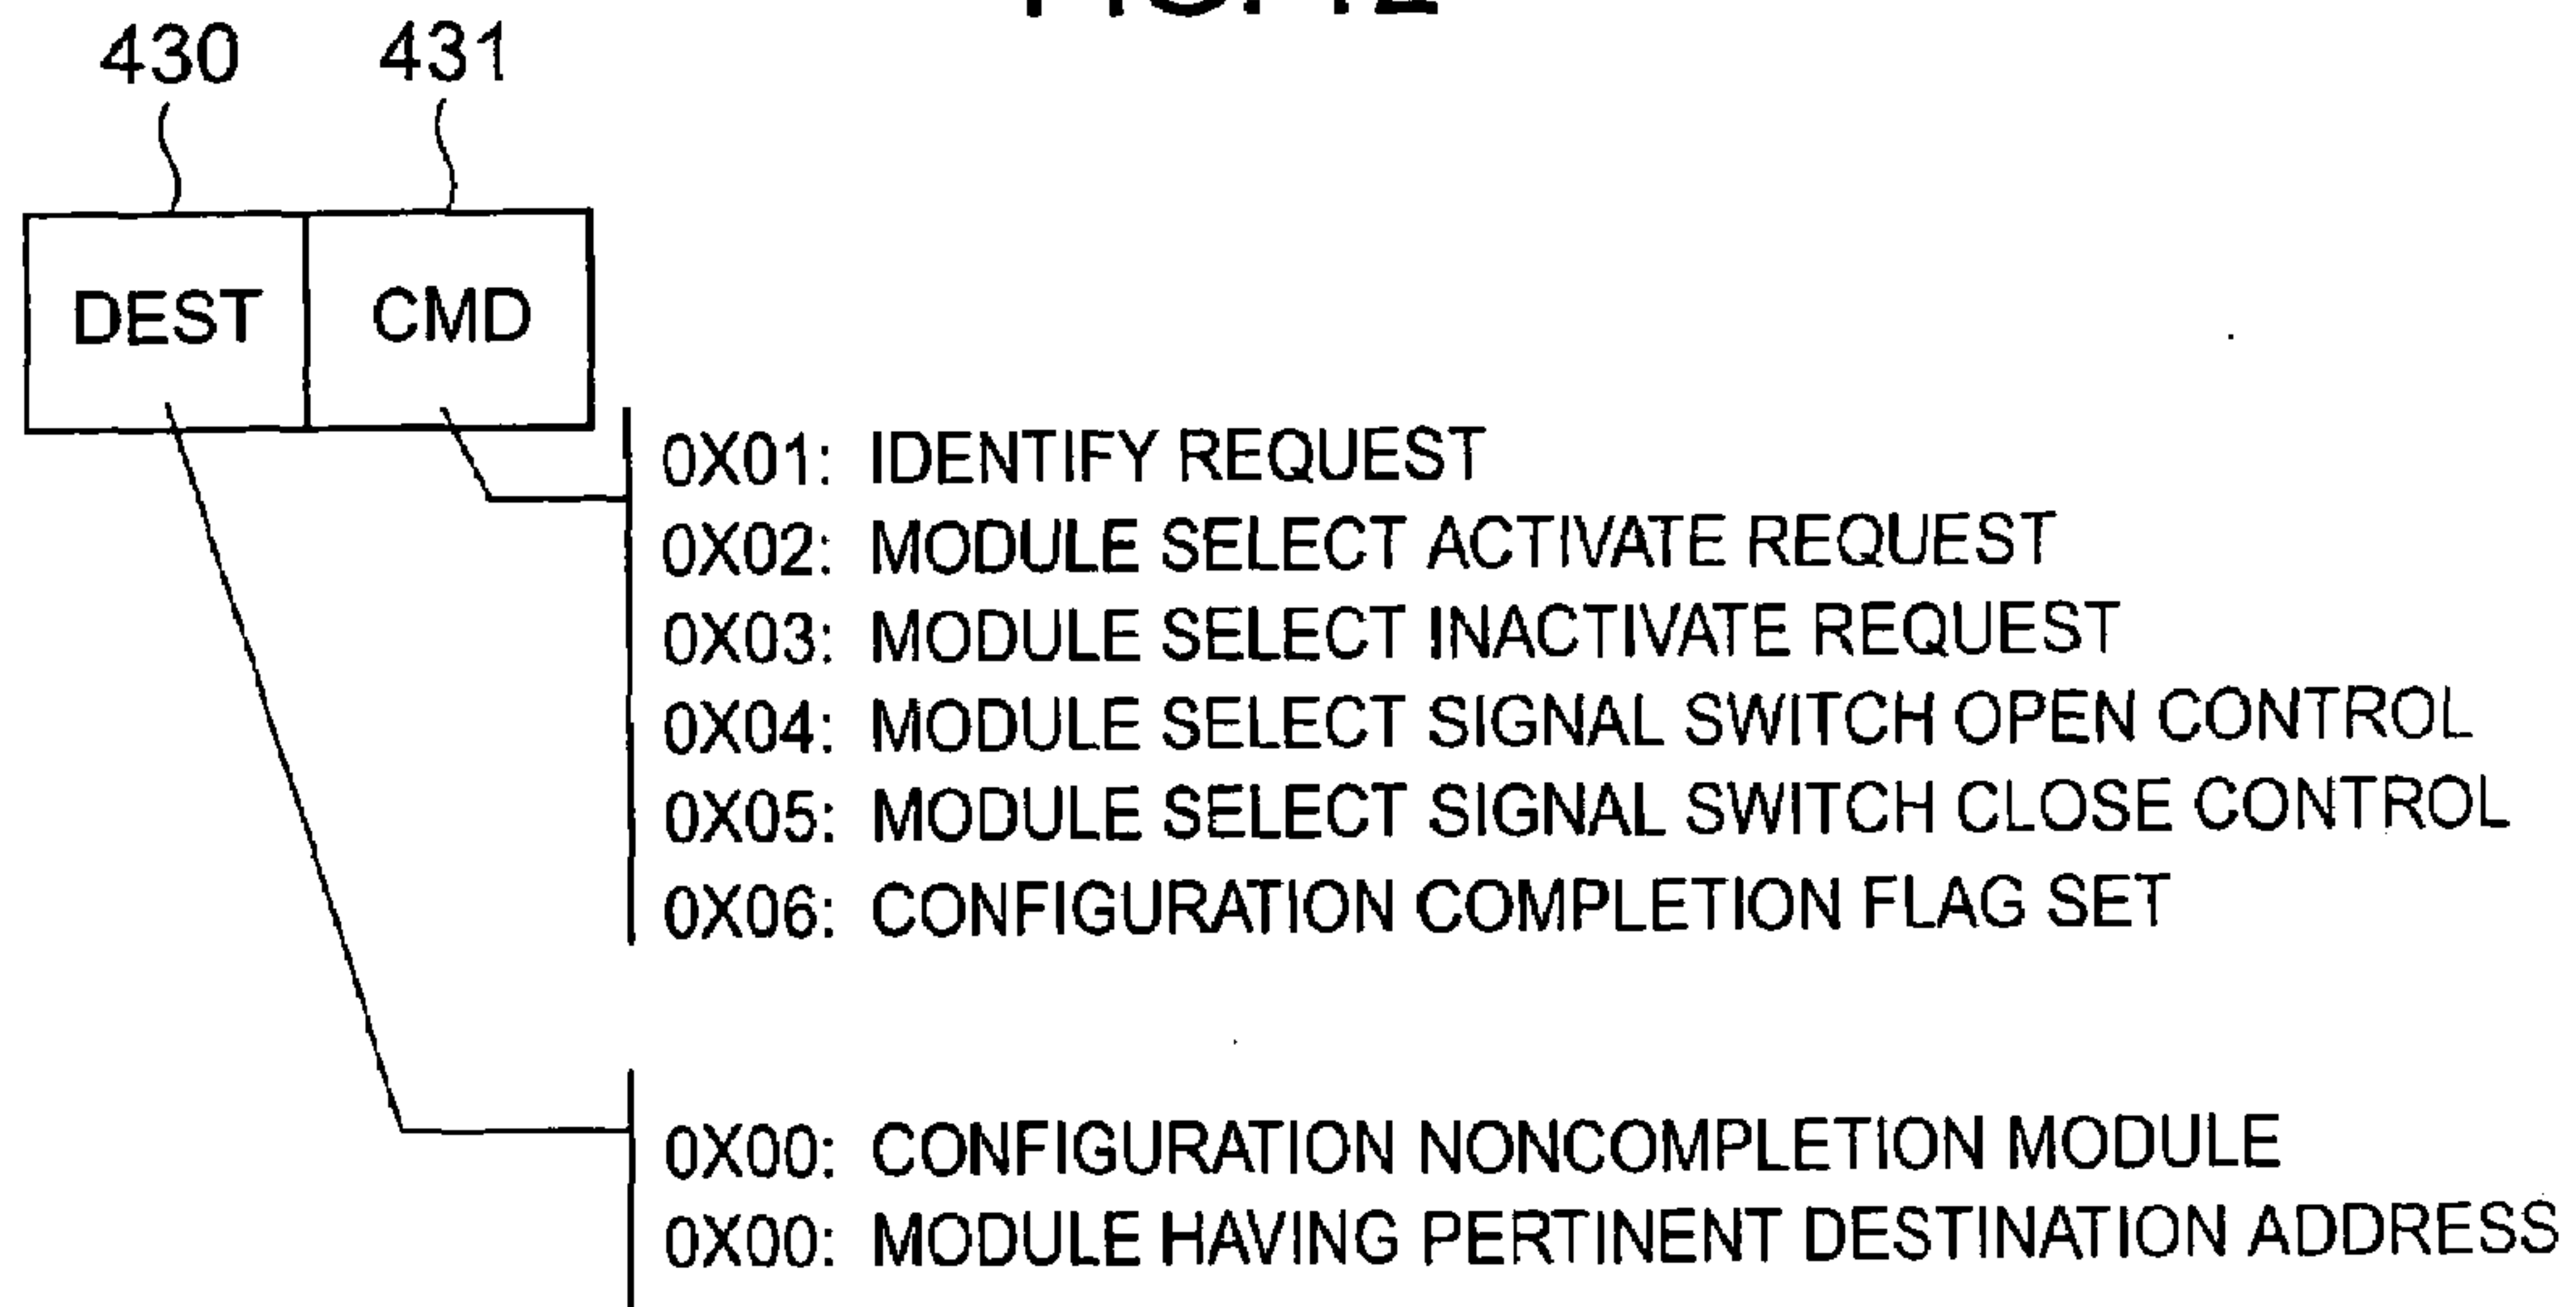 430 431
DEST CMD
0X01: IDENTIFY REQUEST
0X02: MODULE SELECT ACTIVATE REQUEST
0X03: MODULE SELECT INACTIVATE REQUEST
0X04: MODULE SELECT SIGNAL SWITCH OPEN CONTROL
0X05: MODULE SELECT SIGNAL SWITCH CLOSE CONTROL
0X06: CONFIGURATION COMPLETION FLAG SET
0X00: CONFIGURATION NONCOMPLETION MODULE
0X00: MODULE HAVING PERTINENT DESTINATION ADDRESS